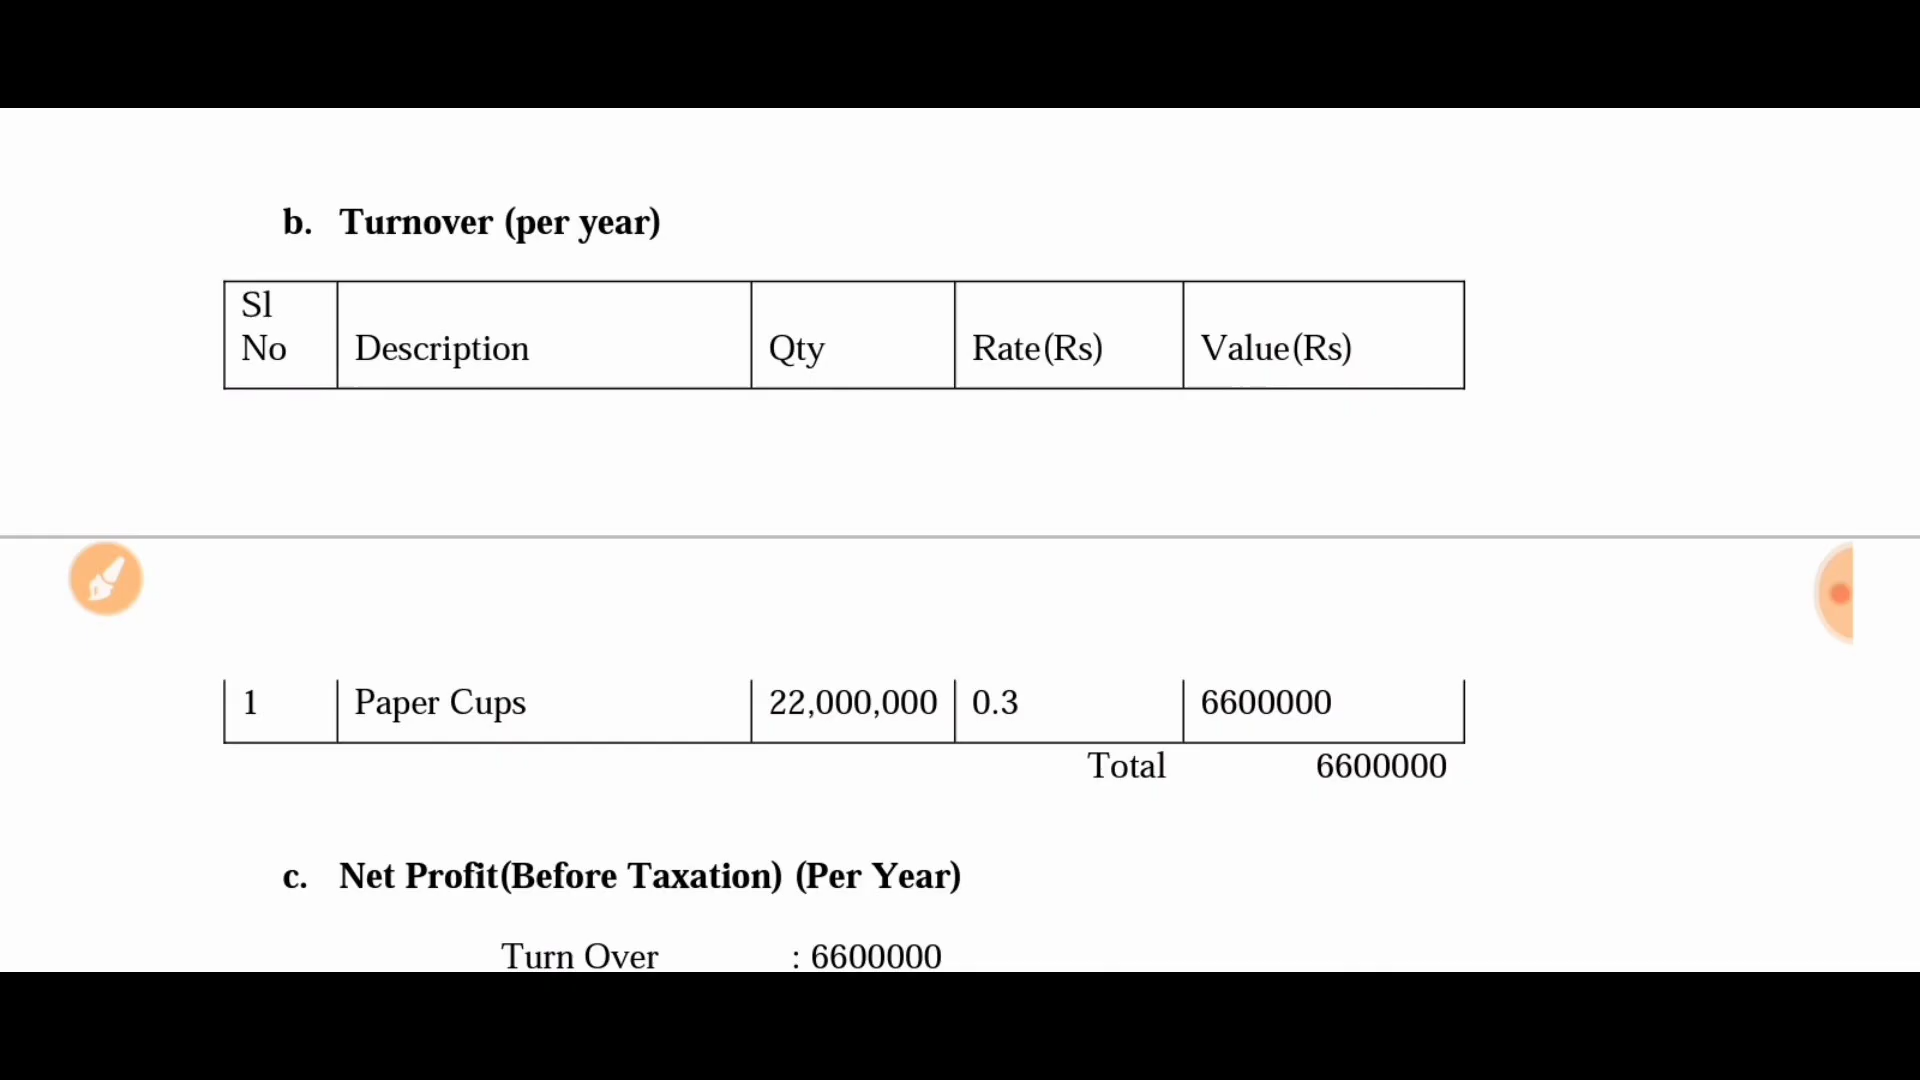 b. Turnover (per year)
Sl
No Description Qty Rate(Rs) Value(Rs)
1 Paper Cups 22,000,000 0.3 6600000
Total 6600000
c. Net Profit(Before Taxation) (Per Year)
Turn Over : 6600000